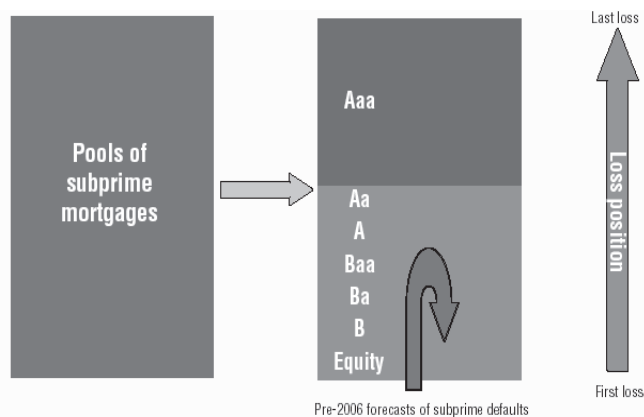 Pools of
subprime
mortgages
Aaa
Aa
A
Baa
Ba
B
Equity
Pre-2006 forecasts of subprime defaults
Last loss
Loss position
First loss